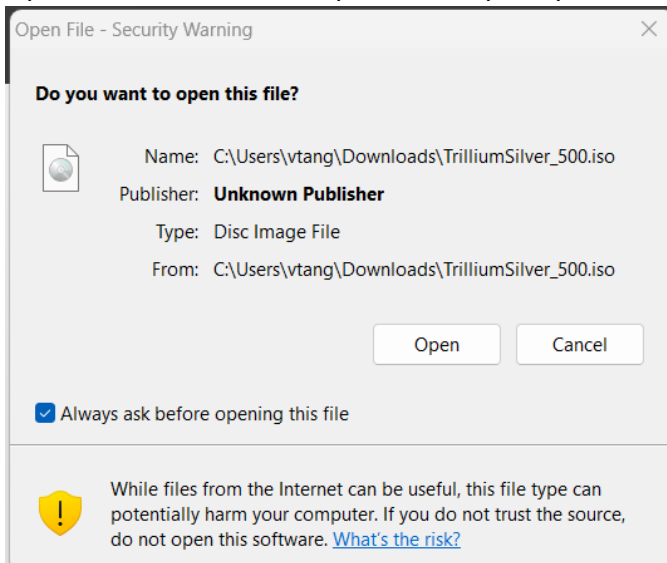 Open File - Security Warning
Do you want to open this file?
Name: C:\Users\vtang\Downloads\TrilliumSilver_500.iso
Publisher: Unknown Publisher
Type: Disc Image File
From: C:\Users\vtang\Downloads\TrilliumSilver_500.iso
Open Cancel
Always ask before opening this file
While files from the Internet can be useful, this file type can
potentially harm your computer. If you do not trust the source,
do not open this software. What's the risk?